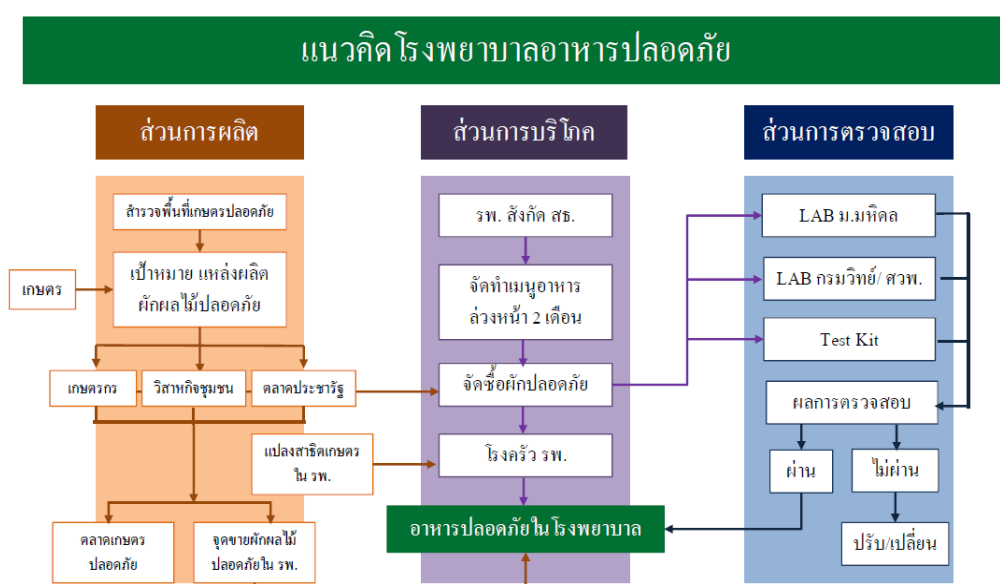 แนวคิดโรงพยาบาลอาหารปลอดภัย
ส่วนการผลิต
สำรวจพื้นที่เกษตรปลอดภัย
เกษตร
เป้าหมาย แหล่งผลิต
ผักผลไม้ปลอดภัย
เกษตรกร
วิสาหกิจชุมชน
ตลาดประชารัฐ
แปลงสาธิตเกษตร
ใน รพ.
ตลาดเกษตร
ปลอดภัย
จุดขายผักผลไม้
ปลอดภัยใน รพ.
ส่วนการบริโภค
รพ. สังกัด สธ.
จัดทำเมนูอาหาร
ล่วงหน้า 2 เดือน
จัดซื้อผักปลอดภัย
โรงครัว รพ.
อาหารปลอดภัยในโรงพยาบาล
ส่วนการตรวจสอบ
LAB ม.มหิดล
LAB กรมวิทย์/ ศวพ.
Test Kit
ผลการตรวจสอบ
ผ่าน
ไม่ผ่าน
ปรับ/เปลี่ยน